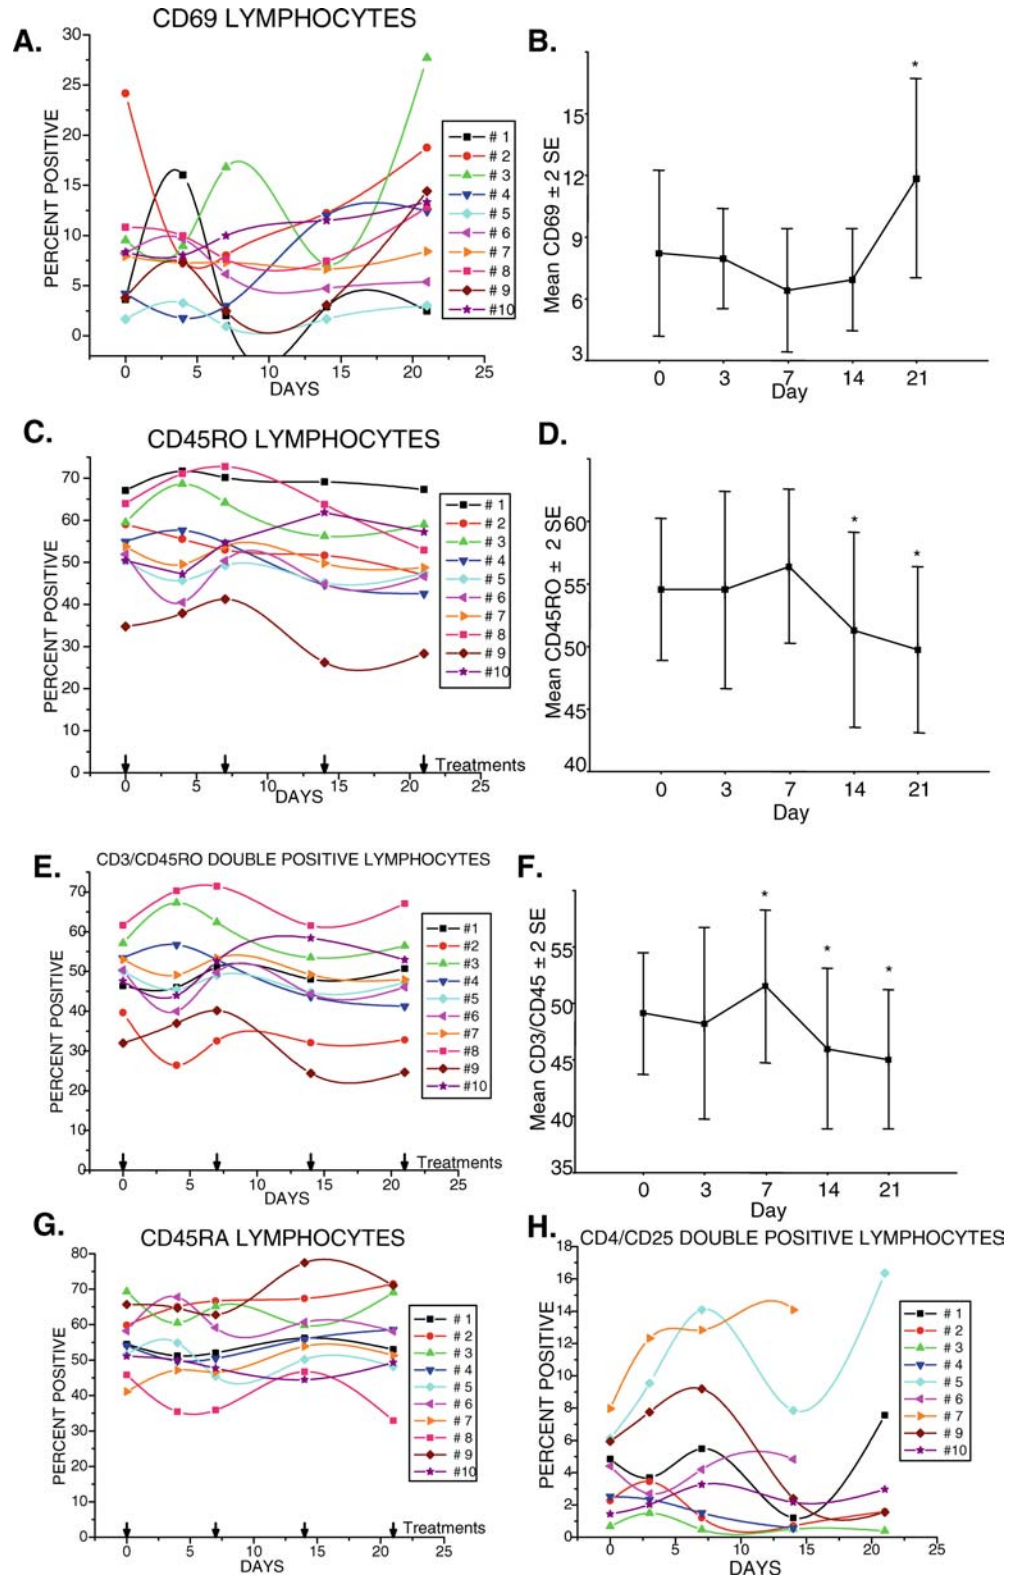 CD69 LYMPHOCYTES
A.
PERCENT POSITIVE
30
25
20
15
10
5
0
0 5 10 15 20 25
DAYS
# 1
# 2
# 3
# 4
# 5
# 6
# 7
# 8
# 9
#10
B.
Mean CD69 ± 2 SE
15
12
9
6
3
*
0 3 7 14 21
Day
C.
CD45RO LYMPHOCYTES
PERCENT POSITIVE
70
60
50
40
30
20
10
0
Treatments
0 5 10 15 20 25
DAYS
# 1
# 2
# 3
# 4
# 5
# 6
# 7
# 8
# 9
#10
D.
Mean CD45RO ± 2 SE
60
55
50
45
40
* *
0 3 7 14 21
Day
E.
CD3/CD45RO DOUBLE POSITIVE LYMPHOCYTES
PERCENT POSITIVE
70
60
50
40
30
20
10
0
Treatments
0 5 10 15 20 25
DAYS
#1
#2
#3
#4
#5
#6
#7
#8
#9
#10
F.
Mean CD3/CD45 ± 2 SE
55
50
45
40
35
* * *
0 3 7 14 21
Day
G.
CD45RA LYMPHOCYTES
PERCENT POSITIVE
80
70
60
50
40
30
20
10
0
Treatments
0 5 10 15 20 25
DAYS
# 1
# 2
# 3
# 4
# 5
# 6
# 7
# 8
# 9
#10
H.
CD4/CD25 DOUBLE POSITIVE LYMPHOCYTES
PERCENT POSITIVE
18
16
14
12
10
8
6
4
2
0
0 5 10 15 20 25
DAYS
# 1
# 2
# 3
# 4
# 5
# 6
# 7
# 9
#10